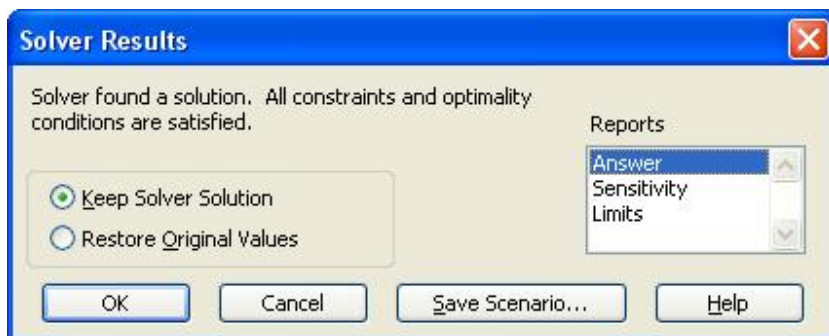 Solver Results
Solver found a solution. All constraints and optimality
conditions are satisfied.
Reports
Answer
Sensitivity
Limits
Keep Solver Solution
Restore Original Values
OK
Cancel
Save Scenario...
Help